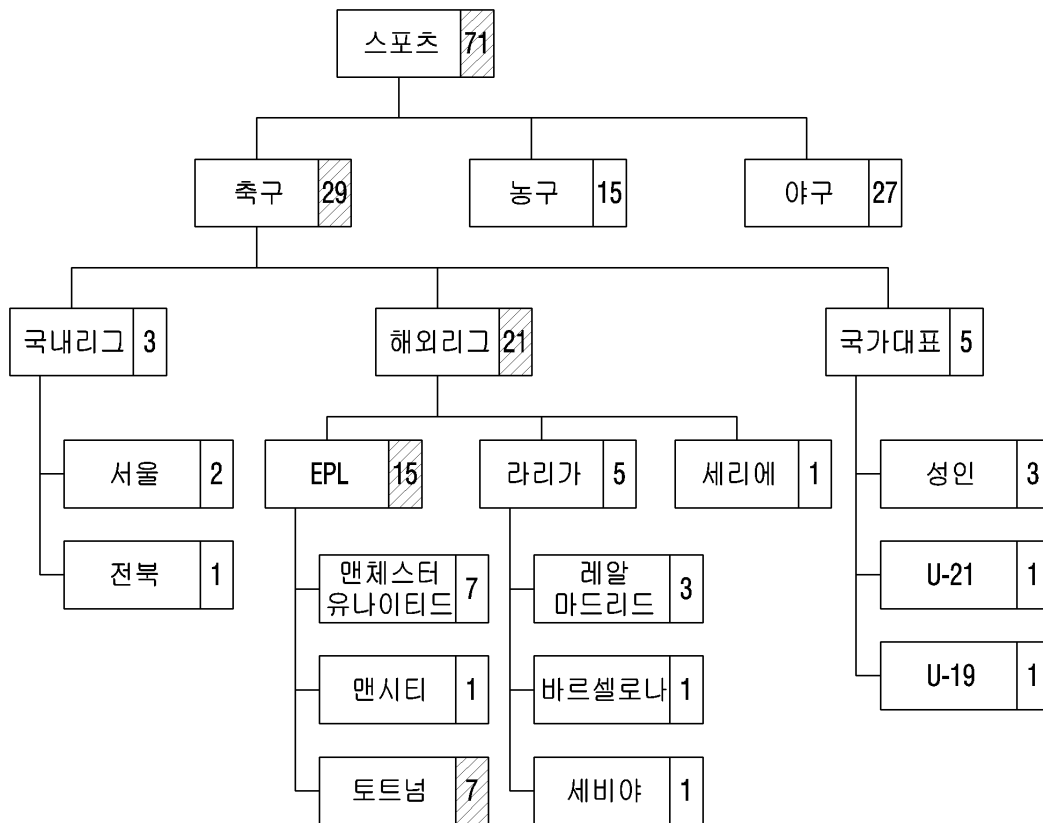 스포츠 71
축구 29
농구 15
야구 27
국내리그 3
해외리그 21
국가대표 5
서울 2
전북 1
EPL 15
라리가 5
세리에 1
성인 3
U-21 1
U-19 1
맨체스터
유나이티드 7
맨시티 1
토트넘 7
레알
마드리드 3
바르셀로나 1
세비야 1